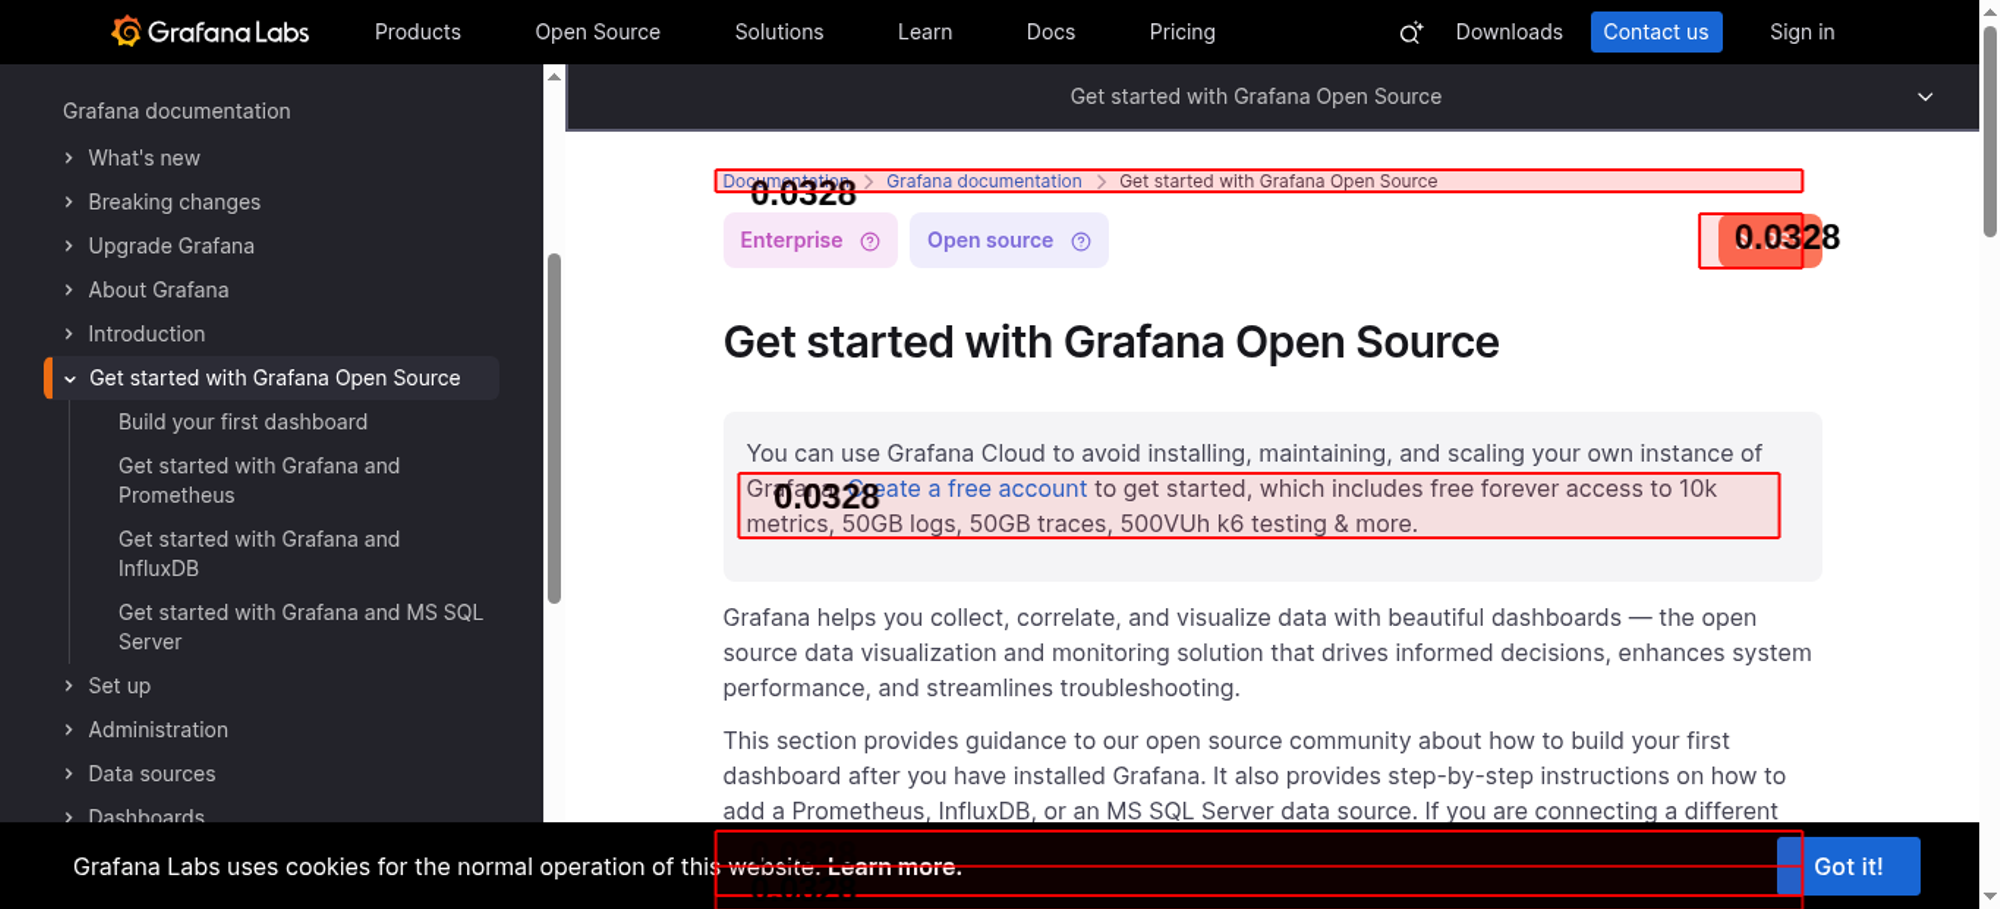 Grafana Labs
Products
Open Source
Solutions
Learn
Docs
Pricing
Downloads
Contact us
Sign in
Grafana documentation
What's new
Breaking changes
Upgrade Grafana
About Grafana
Introduction
Get started with Grafana Open Source
Build your first dashboard
Get started with Grafana and
Prometheus
Get started with Grafana and
InfluxDB
Get started with Grafana and MS SQL
Server
Set up
Administration
Data sources
Dashboards
Get started with Grafana Open Source
Documentation > Grafana documentation > Get started with Grafana Open Source
0.0328
Enterprise
Open source
0.0328
Get started with Grafana Open Source
You can use Grafana Cloud to avoid installing, maintaining, and scaling your own instance of
Grafana. Create a free account to get started, which includes free forever access to 10k
0.0328
metrics, 50GB logs, 50GB traces, 500VUh k6 testing & more.
Grafana helps you collect, correlate, and visualize data with beautiful dashboards — the open
source data visualization and monitoring solution that drives informed decisions, enhances system
performance, and streamlines troubleshooting.
This section provides guidance to our open source community about how to build your first
dashboard after you have installed Grafana. It also provides step-by-step instructions on how to
add a Prometheus, InfluxDB, or an MS SQL Server data source. If you are connecting a different
Grafana Labs uses cookies for the normal operation of this website. Learn more.
Got it!